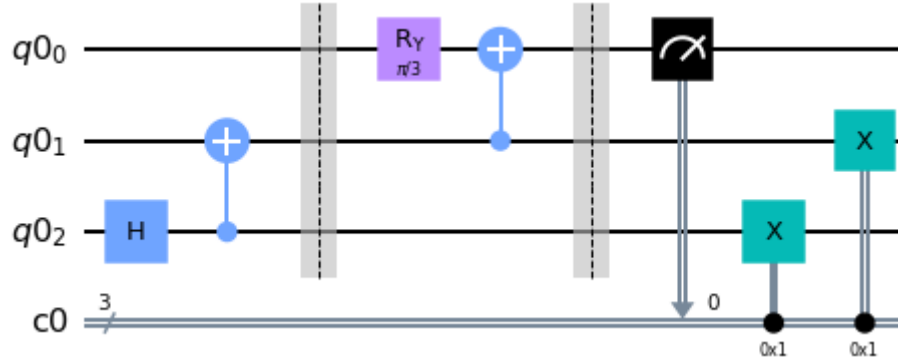 q0₀ R_Y
π/3
q0₁ X
q0₂ H X
c0 3 0
0x1 0x1